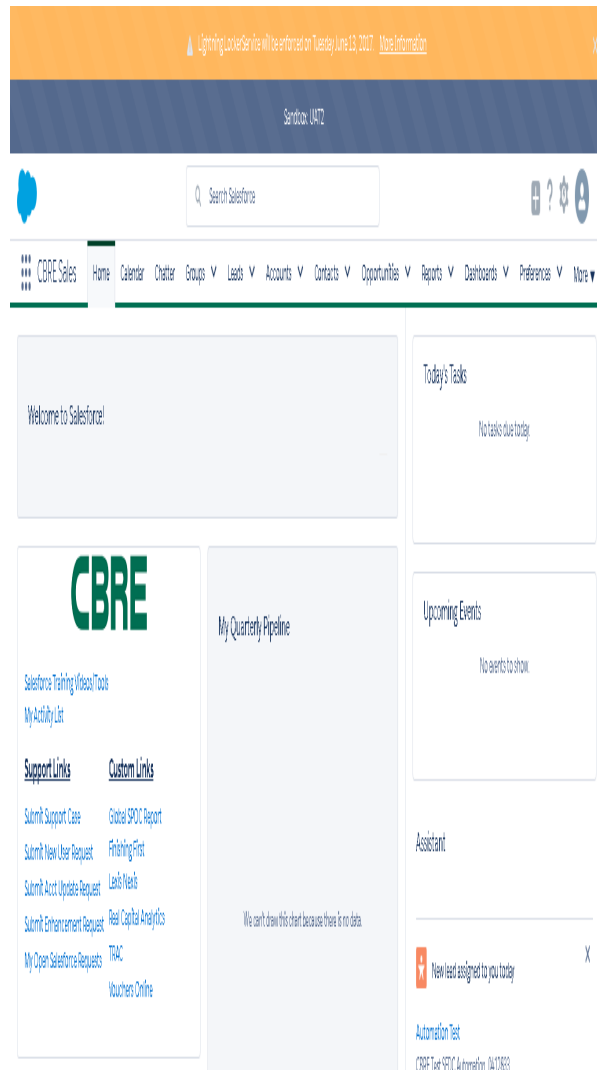 Lightning LockerService will be enforced on Tuesday June 13, 2017. More Information
X
Sandbox: UAT2
Search Salesforce
?
CBRE Sales Home Calendar Chatter Groups Leads Accounts Contacts Opportunities Reports Dashboards Preferences More
Welcome to Salesforce!
Today's Tasks
No tasks due today.
CBRE
Salesforce Training Videos/Tools
My Activity List
Support Links
Submit Support Case
Submit New User Request
Submit Acct Update Request
Submit Enhancement Request
My Open Salesforce Requests
Custom Links
Global SPOC Report
Finishing First
Lexis Nexis
Real Capital Analytics
TRAC
Vouchers Online
My Quarterly Pipeline
We can't draw this chart because there is no data.
Upcoming Events
No events to show.
Assistant
New lead assigned to you today
X
Automation Test
CBRE Test SFDC Automation